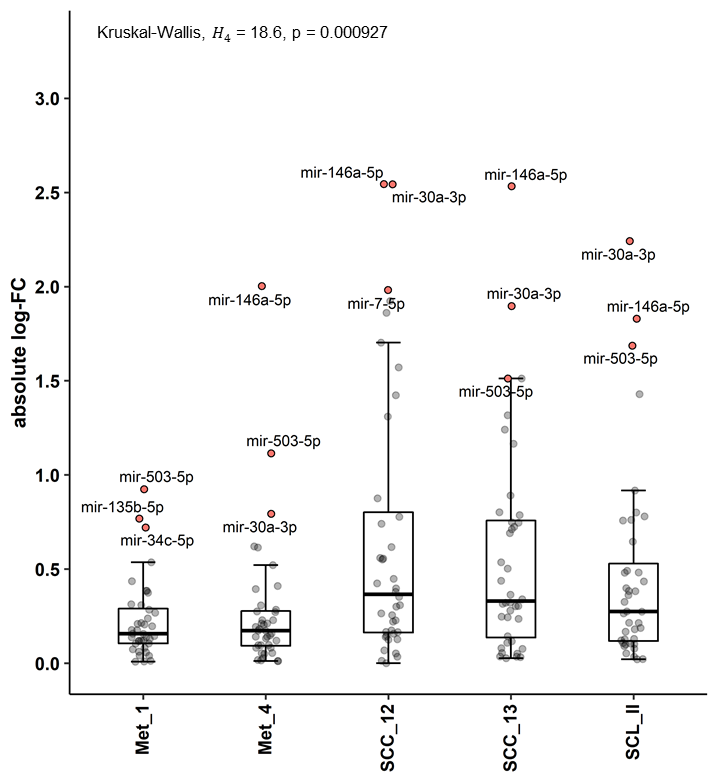 Kruskal-Wallis, H₄ = 18.6, p = 0.000927
3.0
2.5
2.0
1.5
1.0
0.5
0.0
absolute log-FC
mir-503-5p
mir-135b-5p
mir-34c-5p
mir-146a-5p
mir-503-5p
mir-30a-3p
mir-146a-5p
mir-30a-3p
mir-7-5p
mir-146a-5p
mir-30a-3p
mir-503-5p
mir-30a-3p
mir-146a-5p
mir-503-5p
Met_1
Met_4
SCC_12
SCC_13
SCL_II